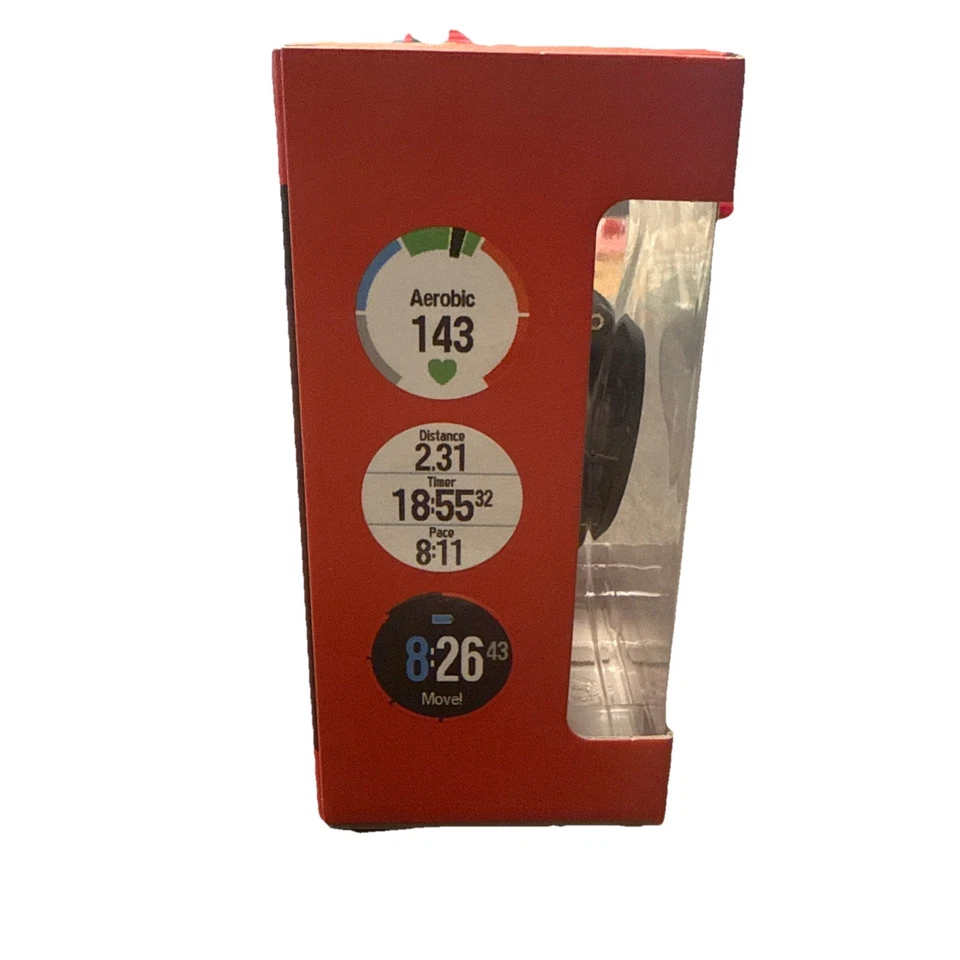 Aerobic
143
Distance
2.31
Timer
18:55 32
Pace
8:11
8:26 43
Move!